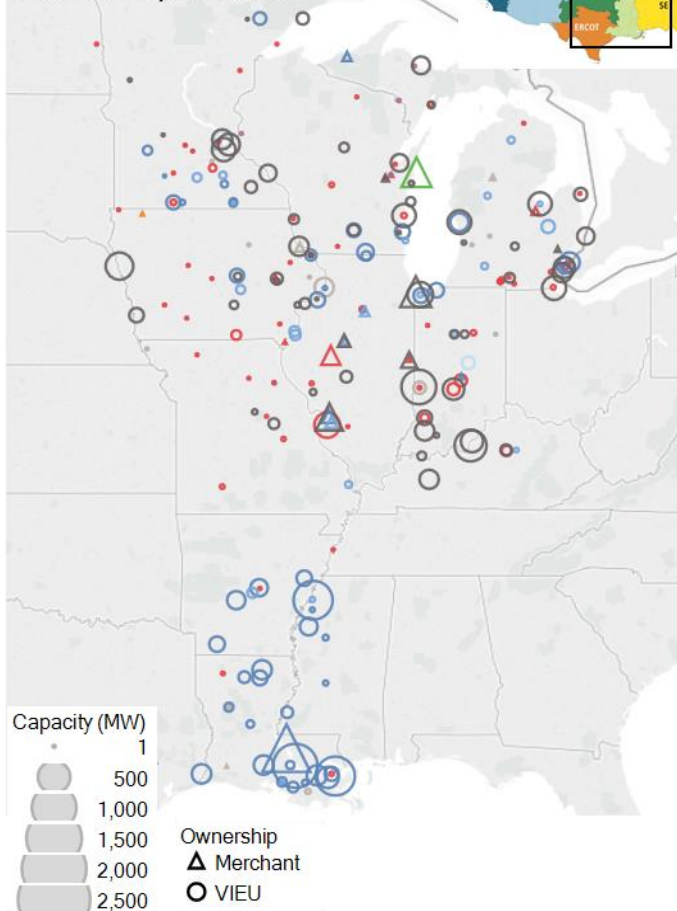 SE
ERCOT
Capacity (MW)
1
500
1,000
1,500
2,000
2,500
Ownership
Merchant
VIEU